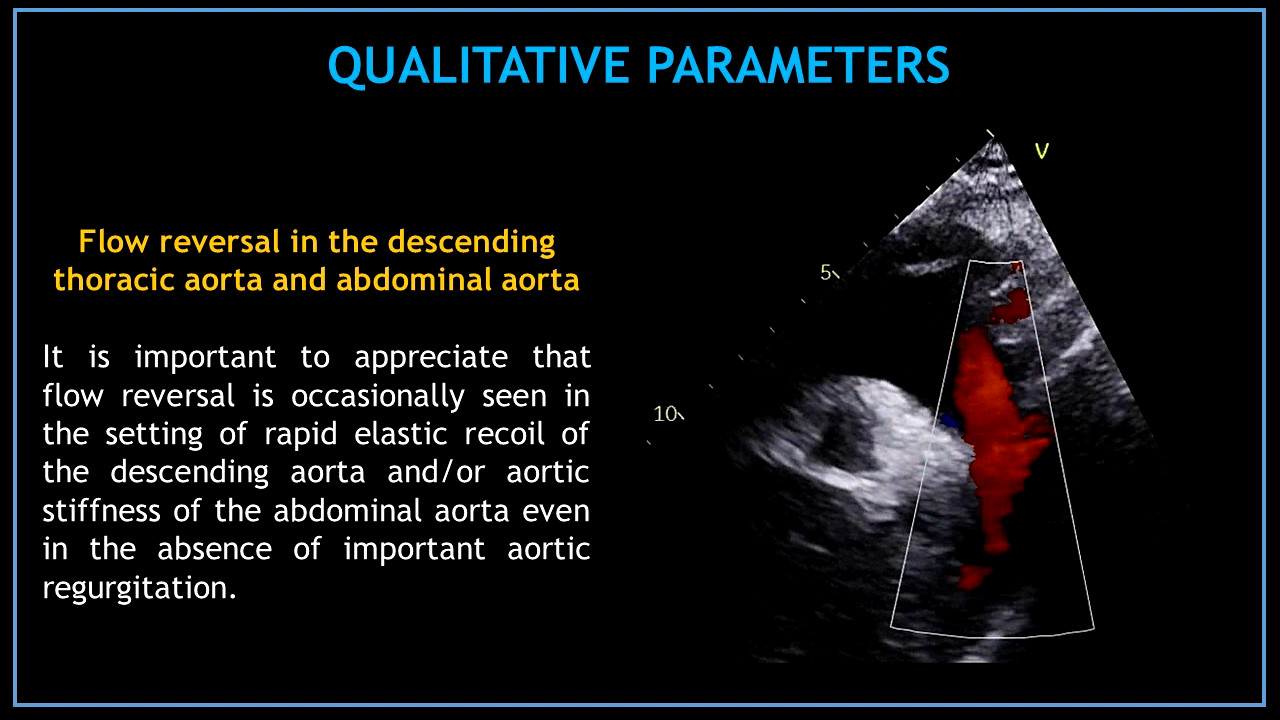 QUALITATIVE PARAMETERS
Flow reversal in the descending
thoracic aorta and abdominal aorta
It is important to appreciate that
flow reversal is occasionally seen in
the setting of rapid elastic recoil of
the descending aorta and/or aortic
stiffness of the abdominal aorta even
in the absence of important aortic
regurgitation.
V
5
10